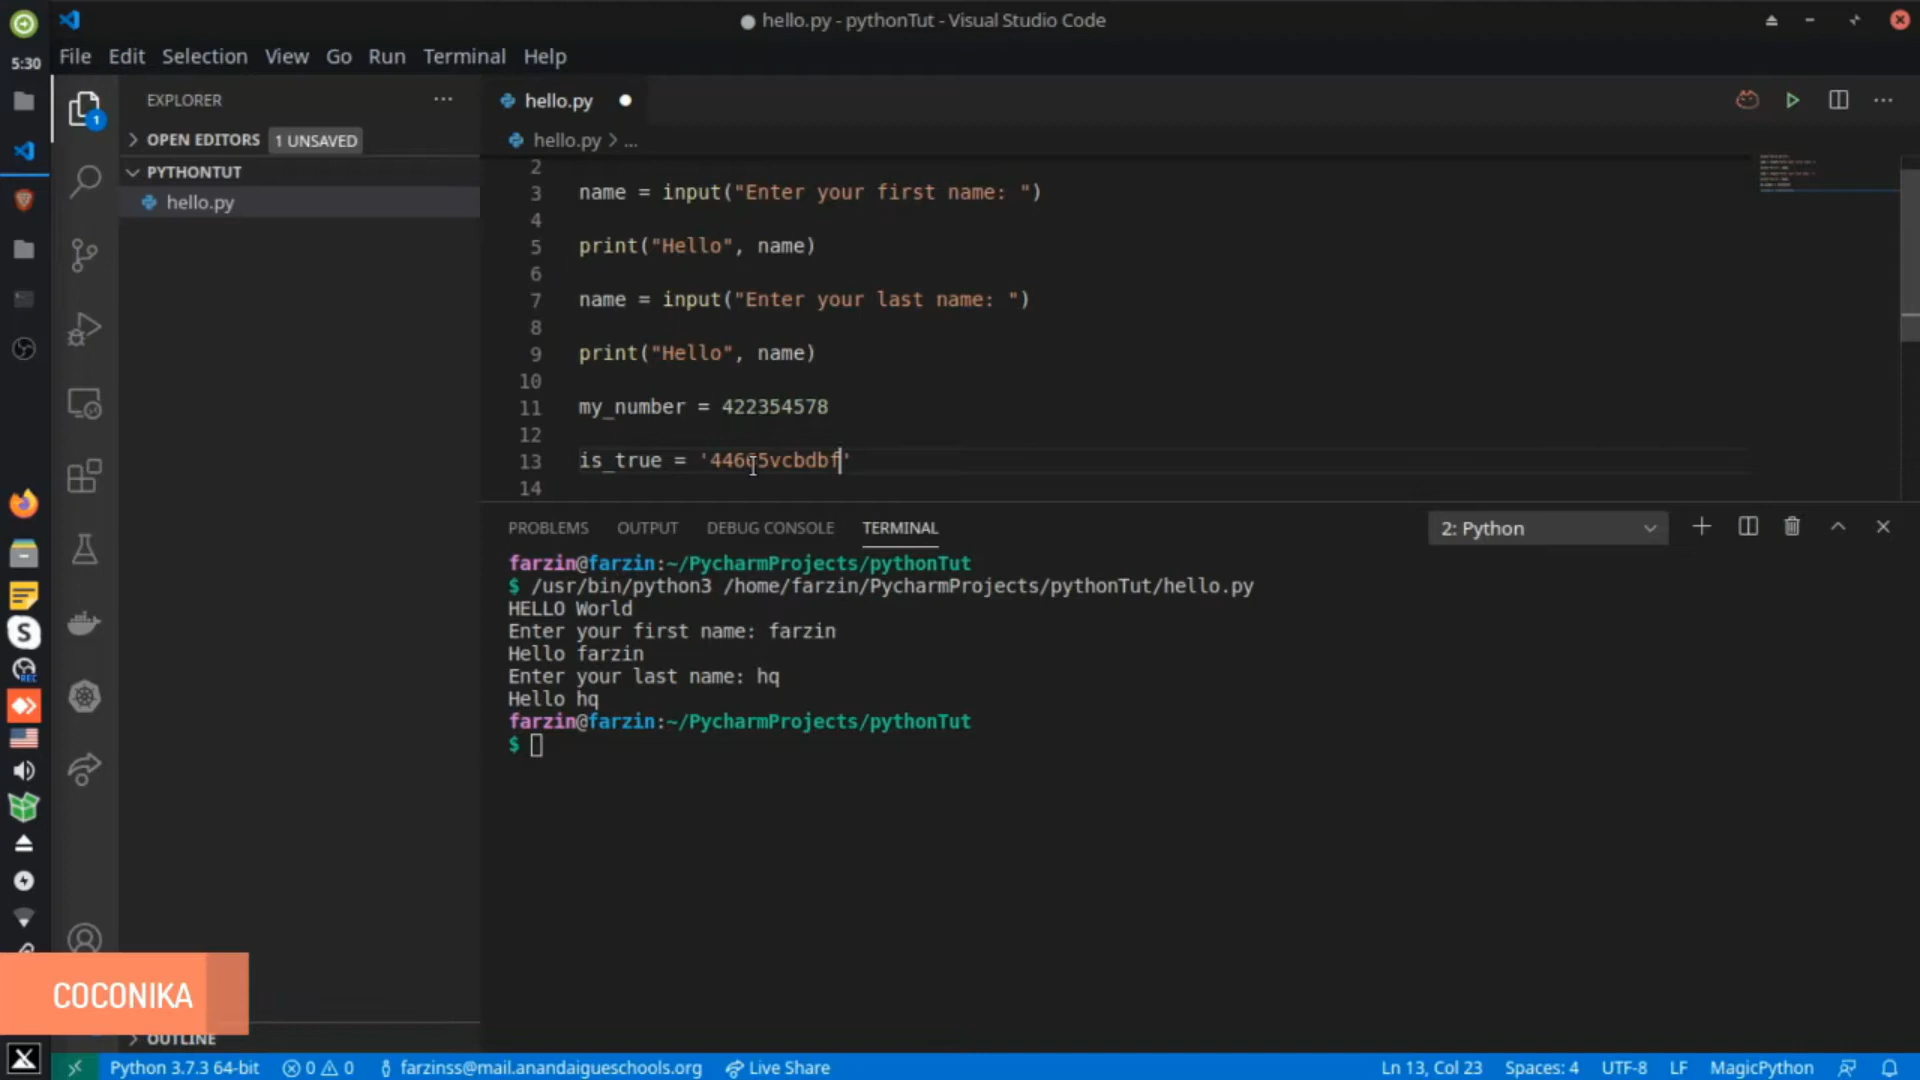 hello.py - pythonTut - Visual Studio Code
5:30
File Edit Selection View Go Run Terminal Help
EXPLORER
1
OPEN EDITORS 1 UNSAVED
PYTHONTUT
hello.py
hello.py
hello.py > ...
2
3 name = input("Enter your first name: ")
4
5 print("Hello", name)
6
7 name = input("Enter your last name: ")
8
9 print("Hello", name)
10
11 my_number = 422354578
12
13 is_true = '44665vcbdbf'
14
PROBLEMS OUTPUT DEBUG CONSOLE TERMINAL 2: Python
farzin@farzin:~/PycharmProjects/pythonTut
$ /usr/bin/python3 /home/farzin/PycharmProjects/pythonTut/hello.py
HELLO World
Enter your first name: farzin
Hello farzin
Enter your last name: hq
Hello hq
farzin@farzin:~/PycharmProjects/pythonTut
$
S
REC
COCONIKA
OUTLINE
Python 3.7.3 64-bit 0 0 farzinss@mail.anandaigueschools.org Live Share Ln 13, Col 23 Spaces: 4 UTF-8 LF MagicPython